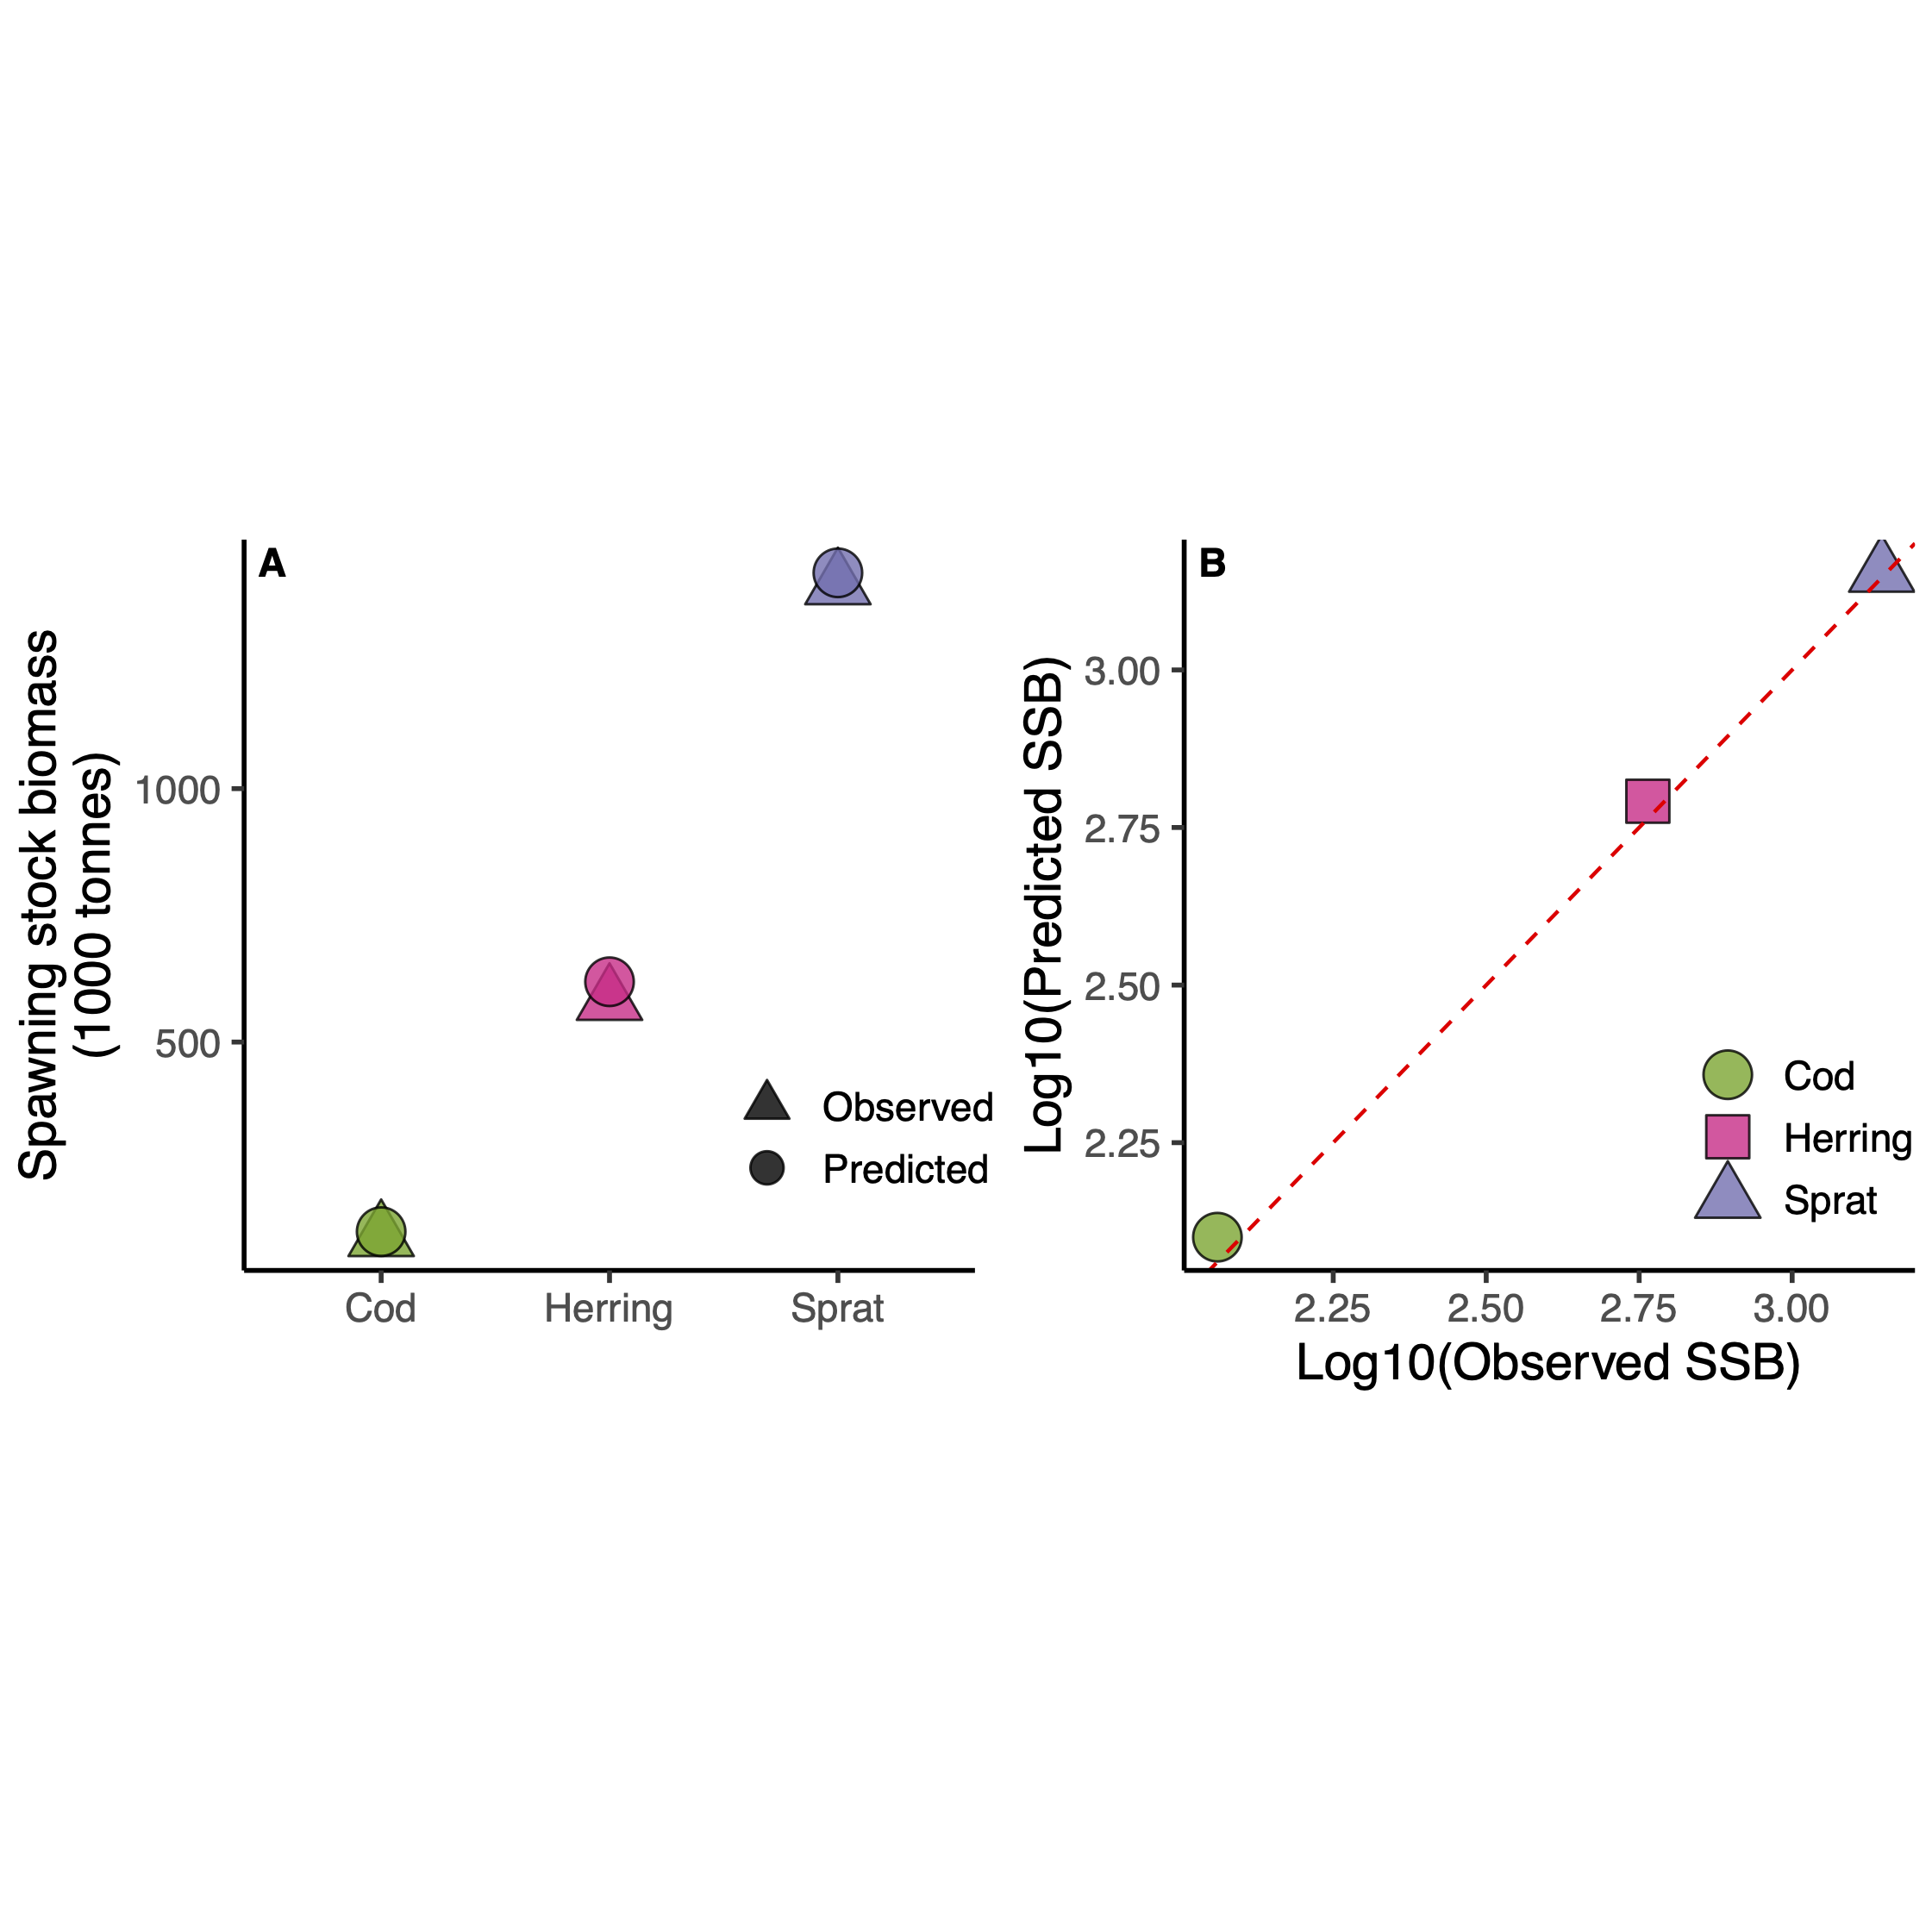 A
Spawning stock biomass
(1000 tonnes)
1000
500
Observed
Predicted
Cod
Herring
Sprat
B
Log10(Predicted SSB)
3.00
2.75
2.50
2.25
Cod
Herring
Sprat
2.25
2.50
2.75
3.00
Log10(Observed SSB)